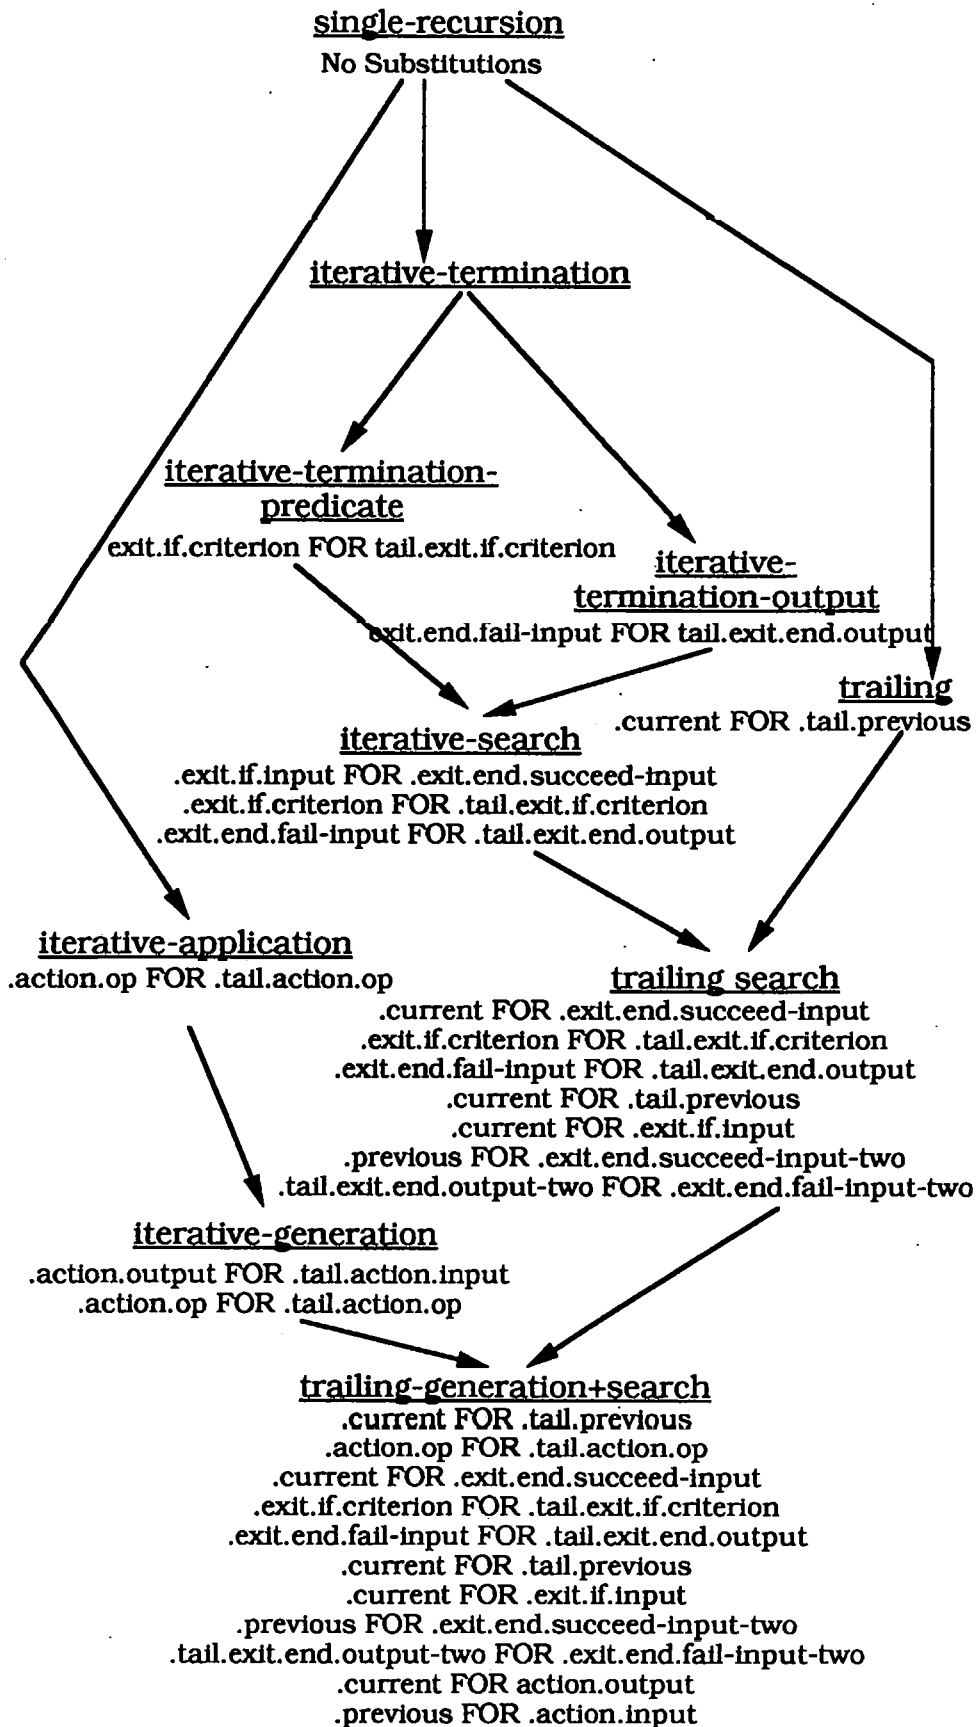 single-recursion
No Substitutions
iterative-termination
iterative-termination-
predicate
exit.if.criterion FOR tail.exit.if.criterion
iterative-
termination-output
exit.end.fail-input FOR tail.exit.end.output
trailing
.current FOR .tail.previous
iterative-search
.exit.if.input FOR .exit.end.succeed-input
.exit.if.criterion FOR .tail.exit.if.criterion
.exit.end.fail-input FOR .tail.exit.end.output
iterative-application
.action.op FOR .tail.action.op
trailing search
.current FOR .exit.end.succeed-input
.exit.if.criterion FOR .tail.exit.if.criterion
.exit.end.fail-input FOR .tail.exit.end.output
.current FOR .tail.previous
.current FOR .exit.if.input
.previous FOR .exit.end.succeed-input-two
.tail.exit.end.output-two FOR .exit.end.fail-input-two
iterative-generation
.action.output FOR .tail.action.input
.action.op FOR .tail.action.op
trailing-generation+search
.current FOR .tail.previous
.action.op FOR .tail.action.op
.current FOR .exit.end.succeed-input
.exit.if.criterion FOR .tail.exit.if.criterion
.exit.end.fail-input FOR .tail.exit.end.output
.current FOR .tail.previous
.current FOR .exit.if.input
.previous FOR .exit.end.succeed-input-two
.tail.exit.end.output-two FOR .exit.end.fail-input-two
.current FOR action.output
.previous FOR .action.input